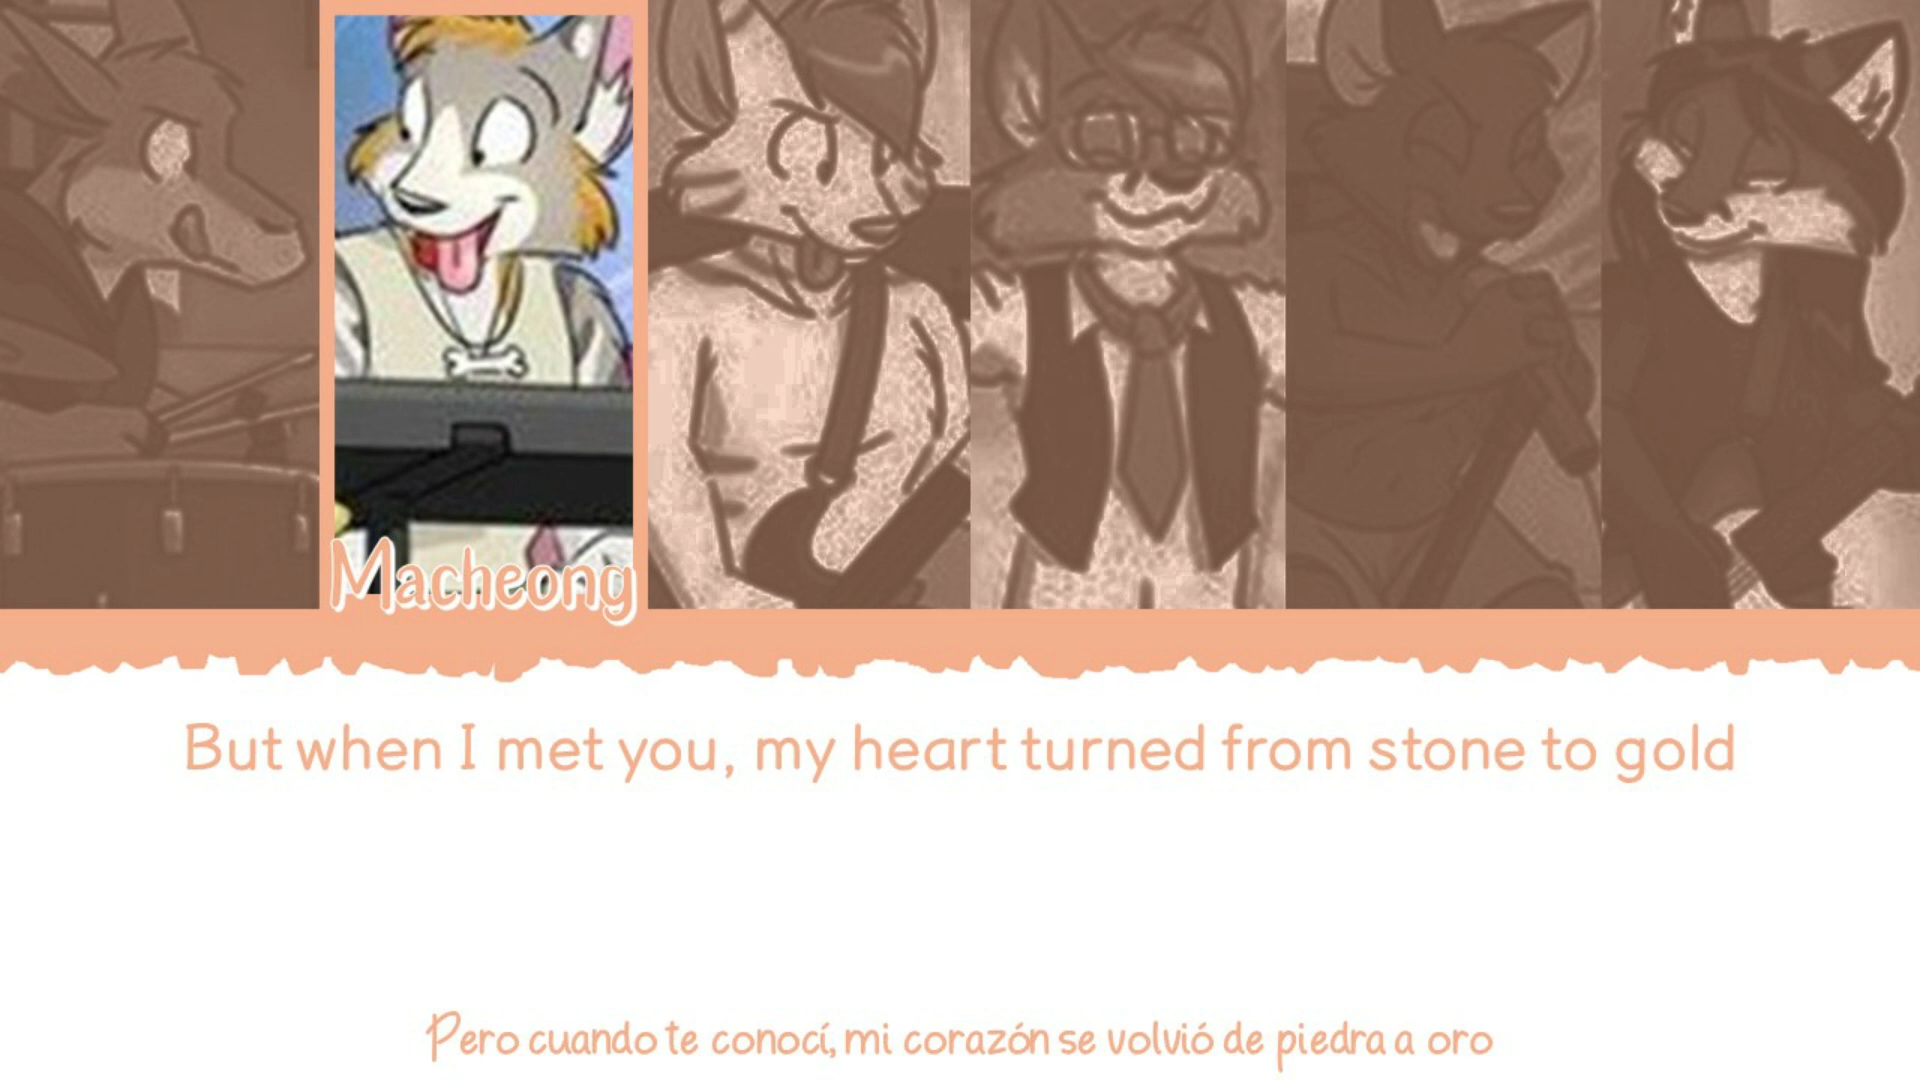 Macheong
But when I met you, my heart turned from stone to gold
Pero cuando te conocí, mi corazón se volvió de piedra a oro